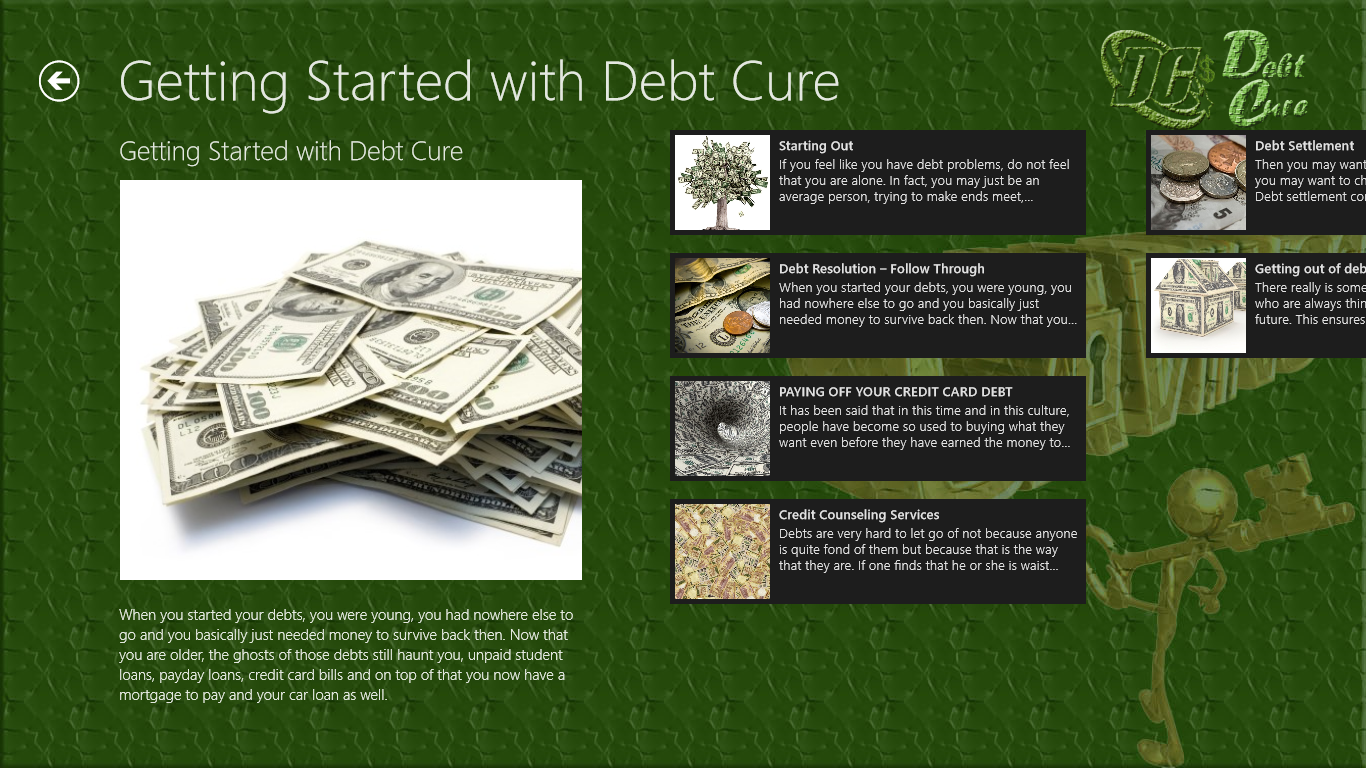 Getting Started with Debt Cure
DC$ Debt
Cure
Getting Started with Debt Cure
When you started your debts, you were young, you had nowhere else to
go and you basically just needed money to survive back then. Now that
you are older, the ghosts of those debts still haunt you, unpaid student
loans, payday loans, credit card bills and on top of that you now have a
mortgage to pay and your car loan as well.
Starting Out
If you feel like you have debt problems, do not feel
that you are alone. In fact, you may just be an
average person, trying to make ends meet,...
Debt Resolution – Follow Through
When you started your debts, you were young, you
had nowhere else to go and you basically just
needed money to survive back then. Now that you...
PAYING OFF YOUR CREDIT CARD DEBT
It has been said that in this time and in this culture,
people have become so used to buying what they
want even before they have earned the money to...
Credit Counseling Services
Debts are very hard to let go of not because anyone
is quite fond of them but because that is the way
that they are. If one finds that he or she is waist...
Debt Settlement
Then you may want
you may want to ch
Debt settlement co
Getting out of deb
There really is some
who are always thin
future. This ensures